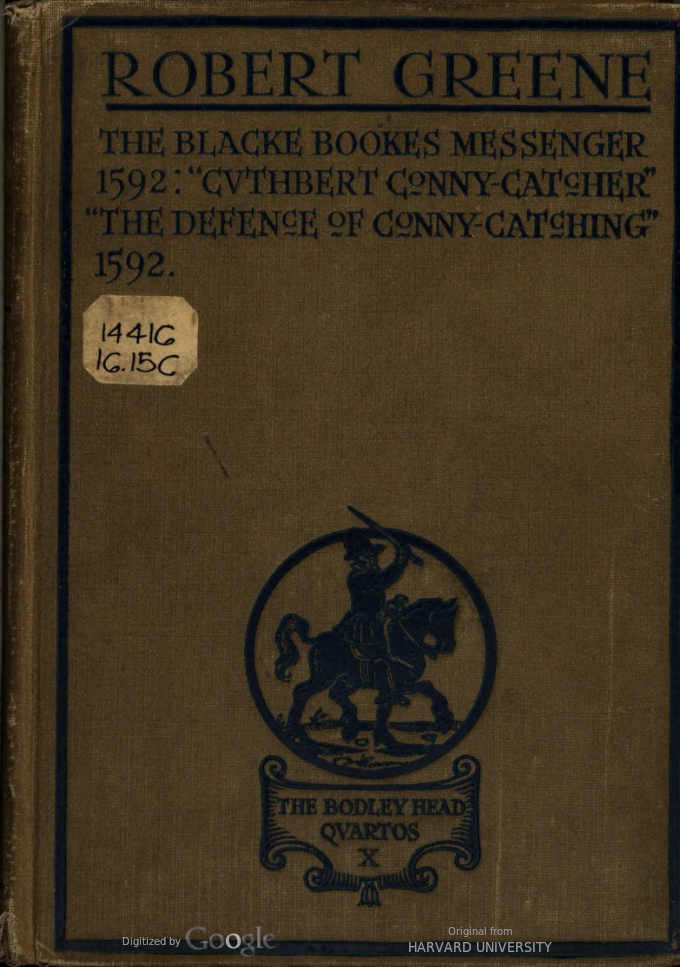 ROBERT GREENE
THE BLACKE BOOKES MESSENGER
1592: "CVTHBERT CONNY-CATCHER"
"THE DEFENCE OF CONNY-CATCHING"
1592.
14416
16.15C
THE BODLEY HEAD
QVARTOS
X
Digitized by Google
Original from
HARVARD UNIVERSITY